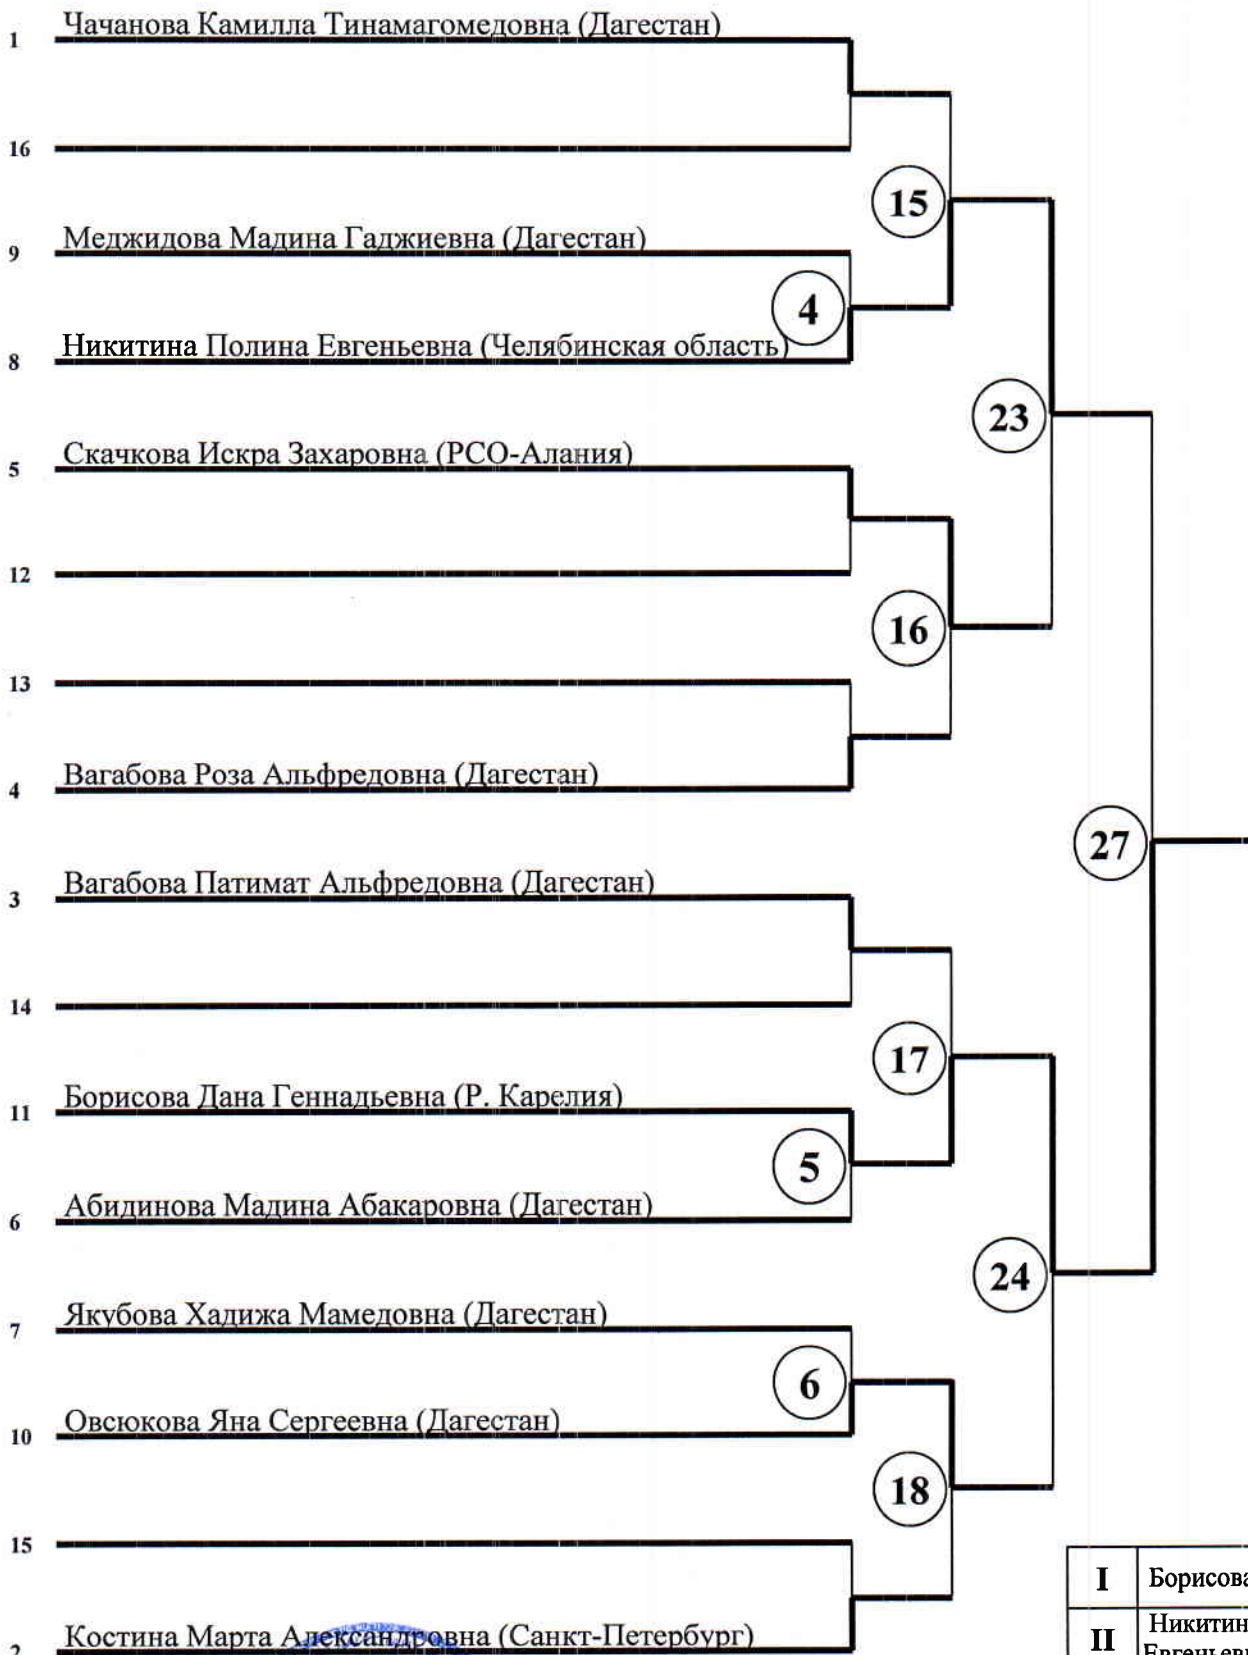 1 Чачанова Камилла Тинамагомедовна (Дагестан)
16
15
9 Меджидова Мадина Гаджиевна (Дагестан)
4
8 Никитина Полина Евгеньевна (Челябинская область)
23
5 Скачкова Искра Захаровна (РСО-Алания)
12
16
13
4 Вагабова Роза Альфредовна (Дагестан)
27
3 Вагабова Патимат Альфредовна (Дагестан)
14
17
11 Борисова Дана Геннадьевна (Р. Карелия)
5
6 Абидинова Мадина Абакаровна (Дагестан)
24
7 Якубова Хадижа Мамедовна (Дагестан)
6
10 Овсюкова Яна Сергеевна (Дагестан)
18
15
2 Костина Марта Александровна (Санкт-Петербург)
I Борисова
II Никитин
Евгеньев